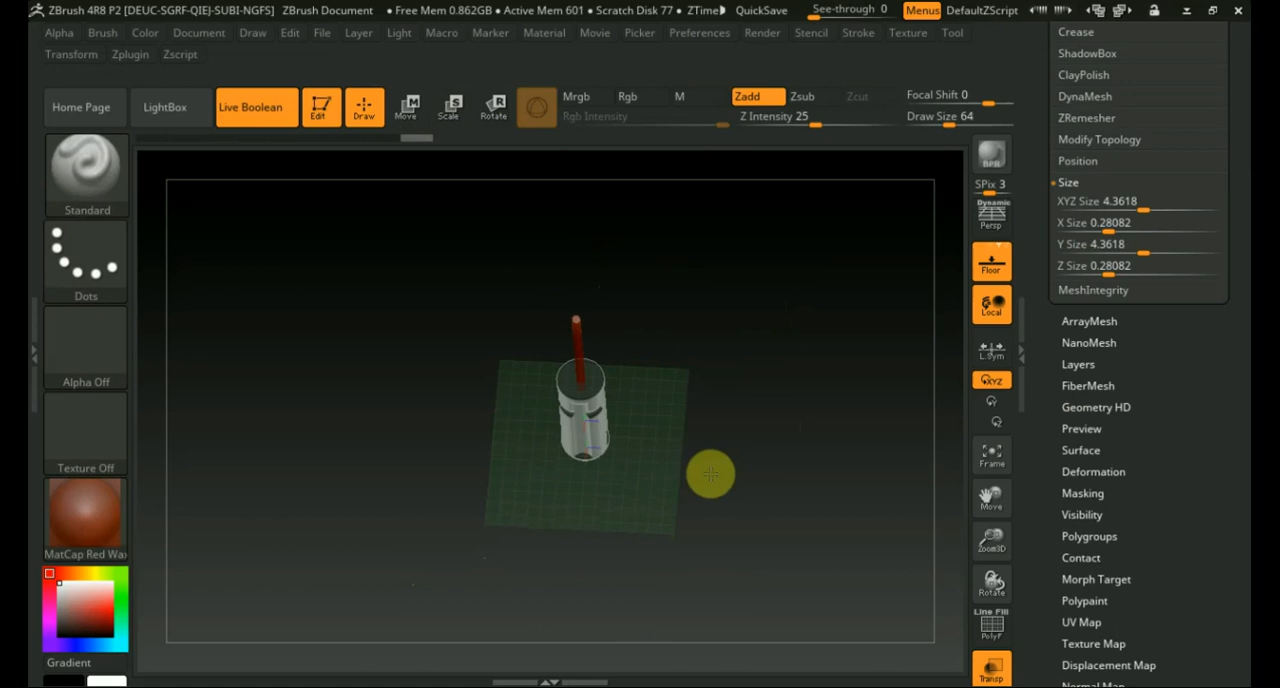 ZBrush 4R8 P2 [DEUC-SGRF-QIEJ-SUBI-NGFS] ZBrush Document • Free Mem 0.862GB • Active Mem 601 • Scratch Disk 77 • ZTime QuickSave See-through 0 Menus DefaultZScript
Alpha Brush Color Document Draw Edit File Layer Light Macro Marker Material Movie Picker Preferences Render Stencil Stroke Texture Tool
Transform Zplugin Zscript
Home Page LightBox Live Boolean Edit Draw Move Scale Rotate
Mrgb Rgb M Zadd Zsub Zcut Focal Shift 0
Rgb Intensity Z Intensity 25 Draw Size 64
Standard
Dots
Alpha Off
Texture Off
MatCap Red Wa
Gradient
BPR
SPix 3
Dynamic
Persp
Floor
Local
L.Sym
XYZ
Frame
Move
Zoom3D
Rotate
Line Fill
PolyF
Transp
Crease
ShadowBox
ClayPolish
DynaMesh
ZRemesher
Modify Topology
Position
Size
XYZ Size 4.3618
X Size 0.28082
Y Size 4.3618
Z Size 0.28082
MeshIntegrity
ArrayMesh
NanoMesh
Layers
FiberMesh
Geometry HD
Preview
Surface
Deformation
Masking
Visibility
Polygroups
Contact
Morph Target
Polypaint
UV Map
Texture Map
Displacement Map
Normal Map